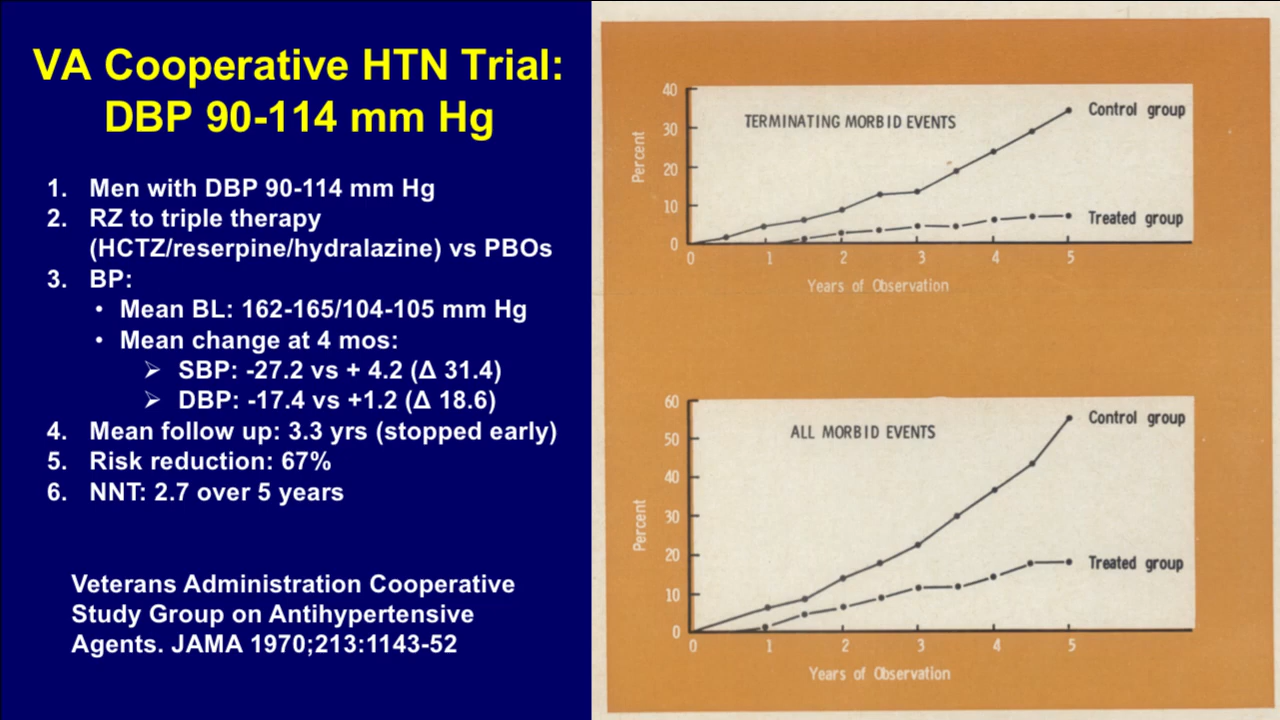 VA Cooperative HTN Trial:
DBP 90-114 mm Hg
1. Men with DBP 90-114 mm Hg
2. RZ to triple therapy
(HCTZ/reserpine/hydralazine) vs PBOs
3. BP:
• Mean BL: 162-165/104-105 mm Hg
• Mean change at 4 mos:
➢ SBP: -27.2 vs + 4.2 (Δ 31.4)
➢ DBP: -17.4 vs +1.2 (Δ 18.6)
4. Mean follow up: 3.3 yrs (stopped early)
5. Risk reduction: 67%
6. NNT: 2.7 over 5 years
Veterans Administration Cooperative
Study Group on Antihypertensive
Agents. JAMA 1970;213:1143-52
TERMINATING MORBID EVENTS
Percent
40
30
20
10
0
Control group
Treated group
0 1 2 3 4 5
Years of Observation
ALL MORBID EVENTS
Percent
60
50
40
30
20
10
0
Control group
Treated group
0 1 2 3 4 5
Years of Observation